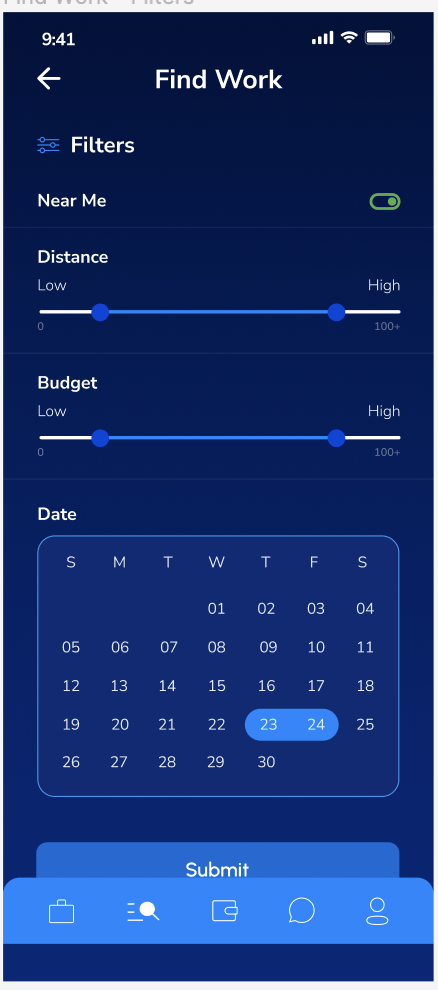 Find Work - Filters
9:41
Find Work
Filters
Near Me
Distance
Low High
0 100+
Budget
Low High
0 100+
Date
S M T W T F S
01 02 03 04
05 06 07 08 09 10 11
12 13 14 15 16 17 18
19 20 21 22 23 24 25
26 27 28 29 30
Submit